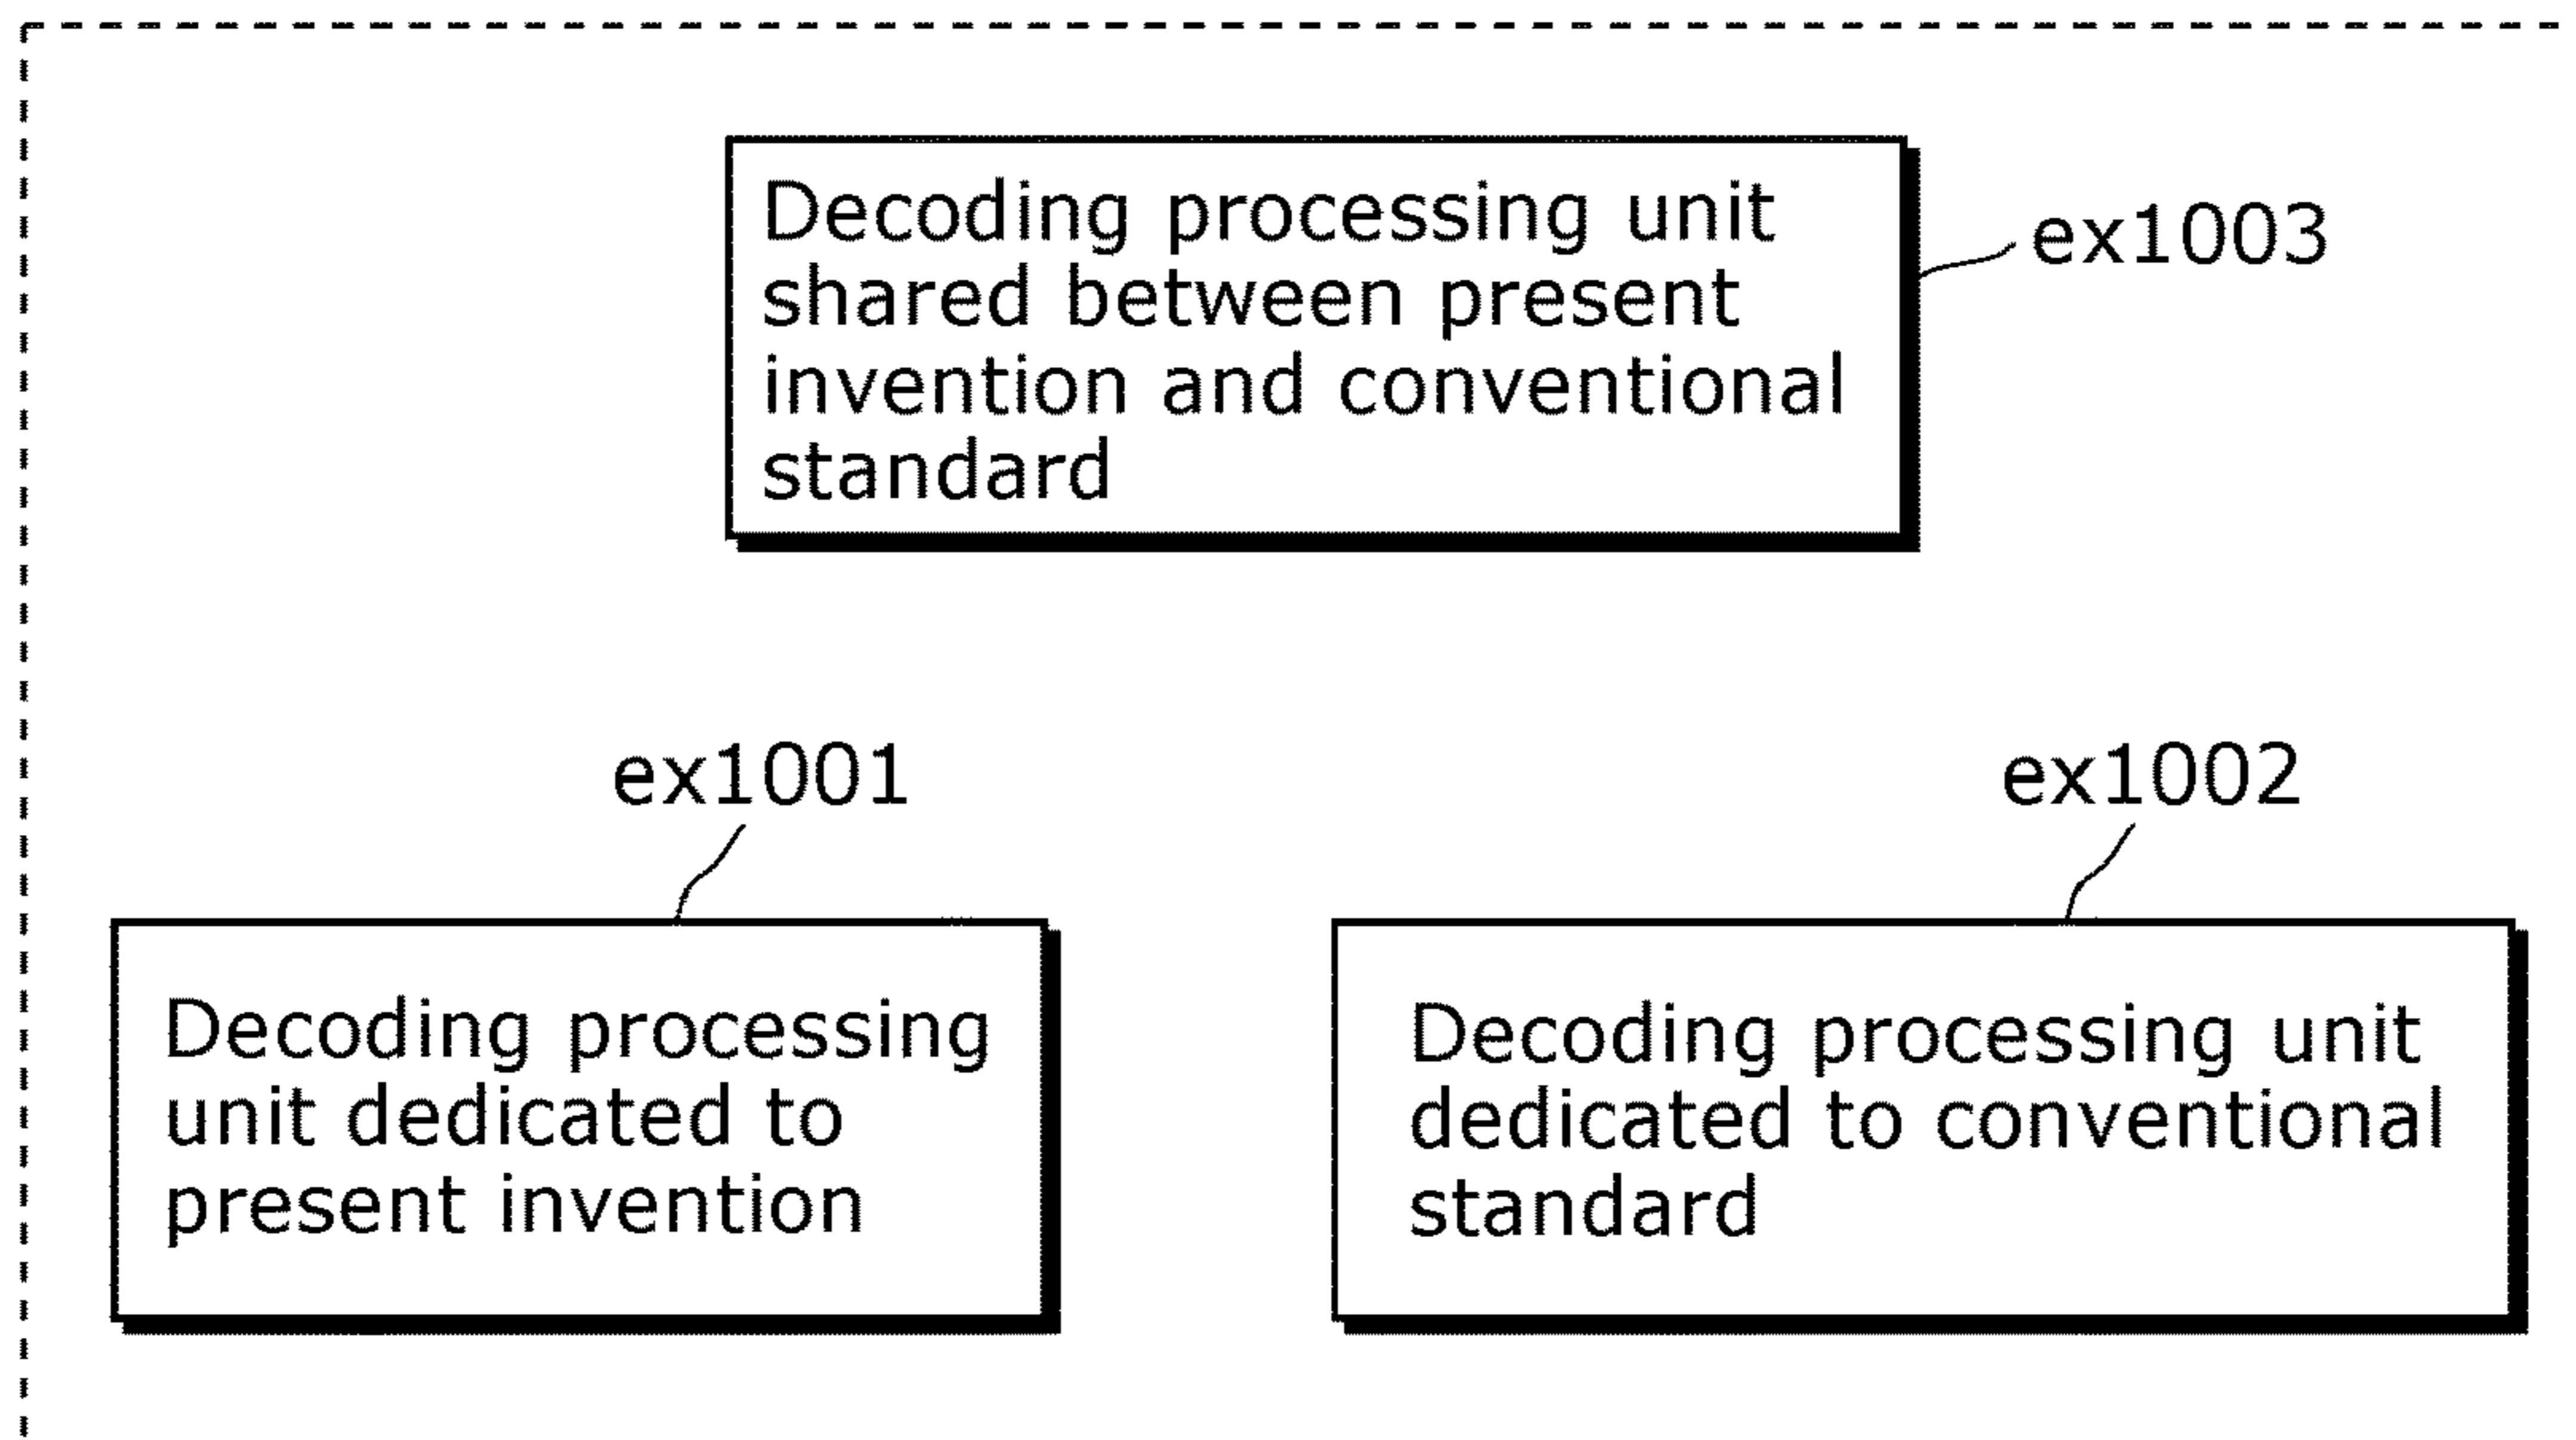 Decoding processing unit
shared between present
invention and conventional
standard
ex1003
ex1001
Decoding processing
unit dedicated to
present invention
ex1002
Decoding processing unit
dedicated to conventional
standard